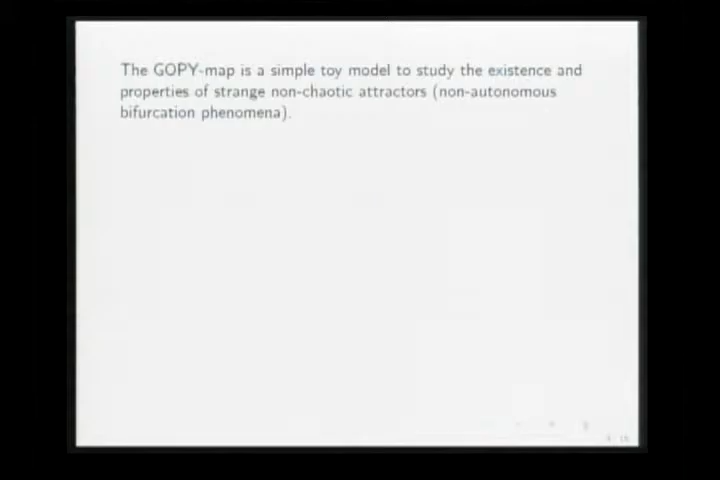 The GOPY-map is a simple toy model to study the existence and
properties of strange non-chaotic attractors (non-autonomous
bifurcation phenomena).